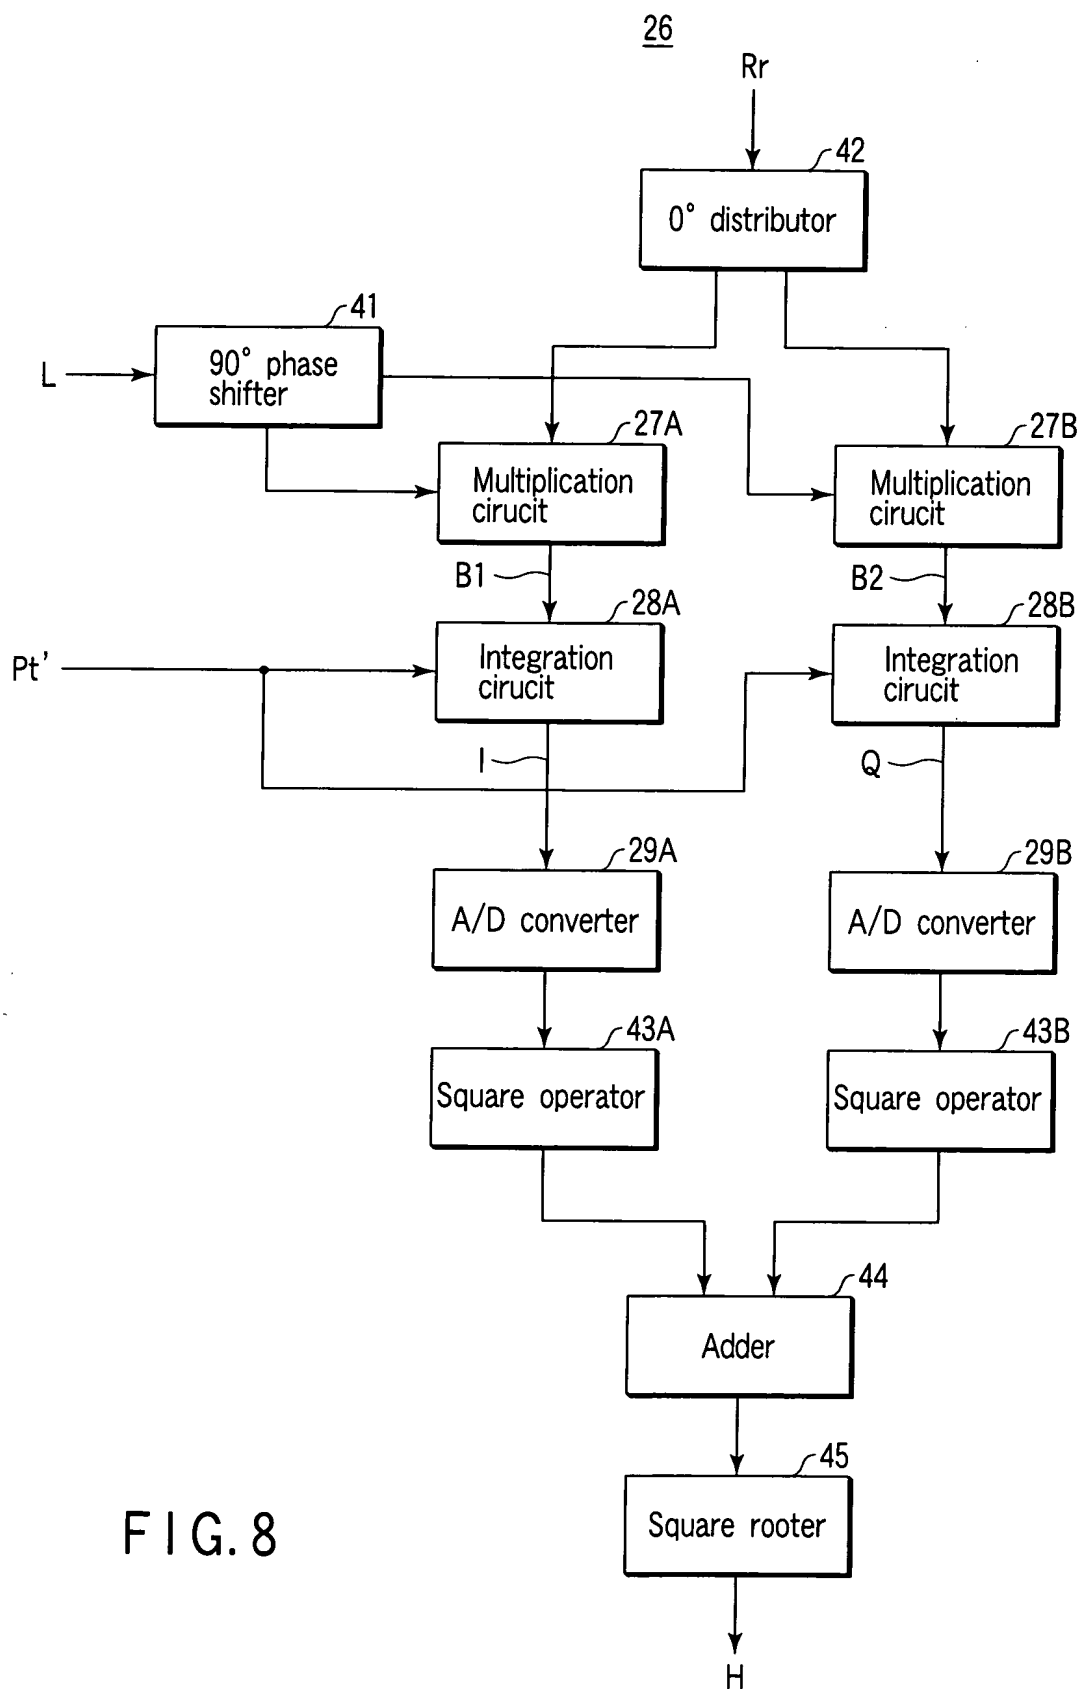 26
Rr
42
0° distributor
41
90° phase
shifter
L
27A
Multiplication
cirucit
27B
Multiplication
cirucit
B1
B2
28A
Integration
cirucit
28B
Integration
cirucit
Pt’
I
Q
29A
A/D converter
29B
A/D converter
43A
Square operator
43B
Square operator
44
Adder
45
Square rooter
FIG. 8
H